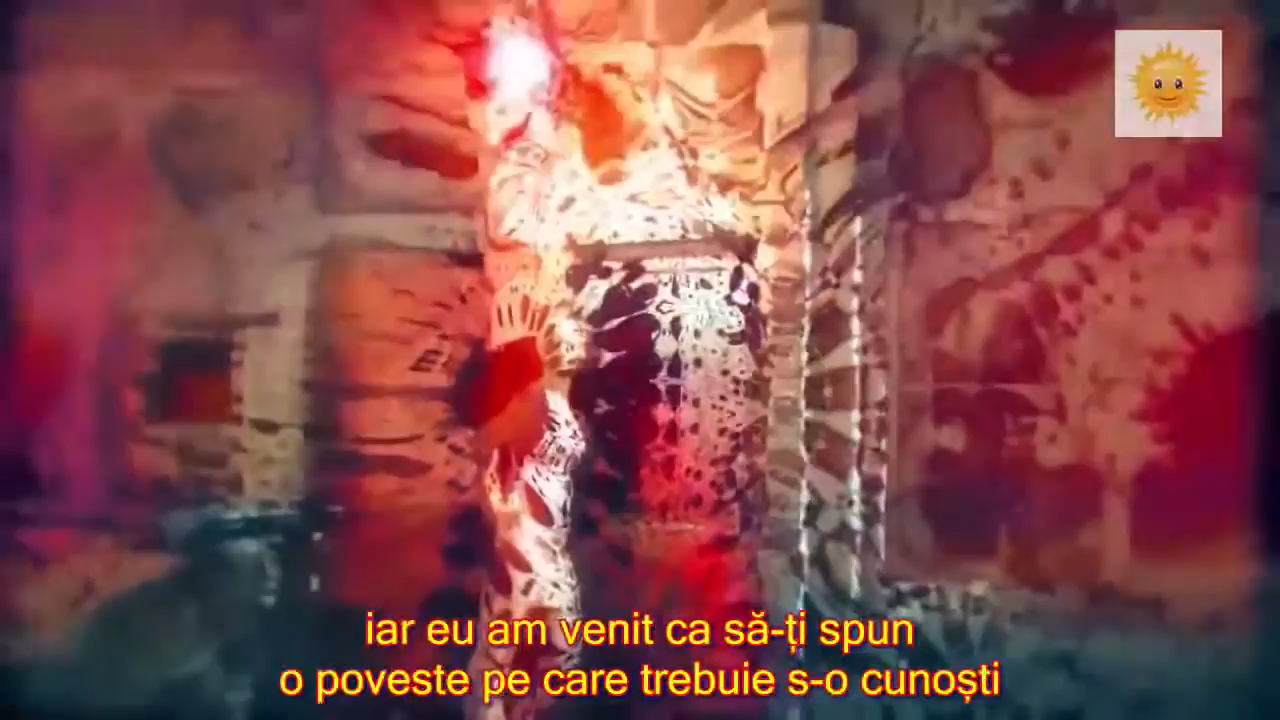 iar eu am venit ca să-ți spun
o poveste pe care trebuie s-o cunoști